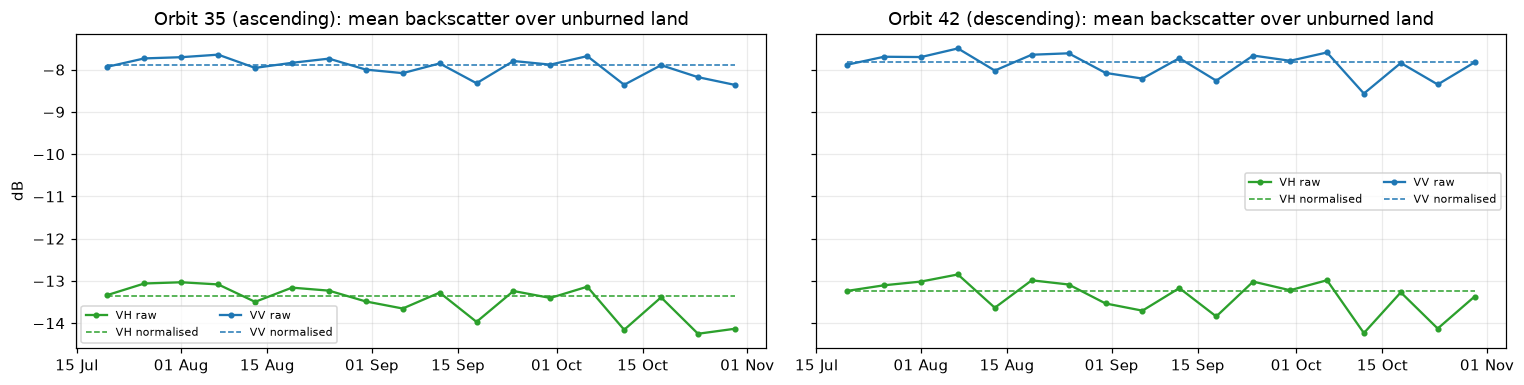 Orbit 35 (ascending): mean backscatter over unburned land
dB
−8
−9
−10
−11
−12
−13
−14
VH raw VV raw
VH normalised VV normalised
15 Jul 01 Aug 15 Aug 01 Sep 15 Sep 01 Oct 15 Oct 01 Nov
Orbit 42 (descending): mean backscatter over unburned land
VH raw VV raw
VH normalised VV normalised
15 Jul 01 Aug 15 Aug 01 Sep 15 Sep 01 Oct 15 Oct 01 Nov